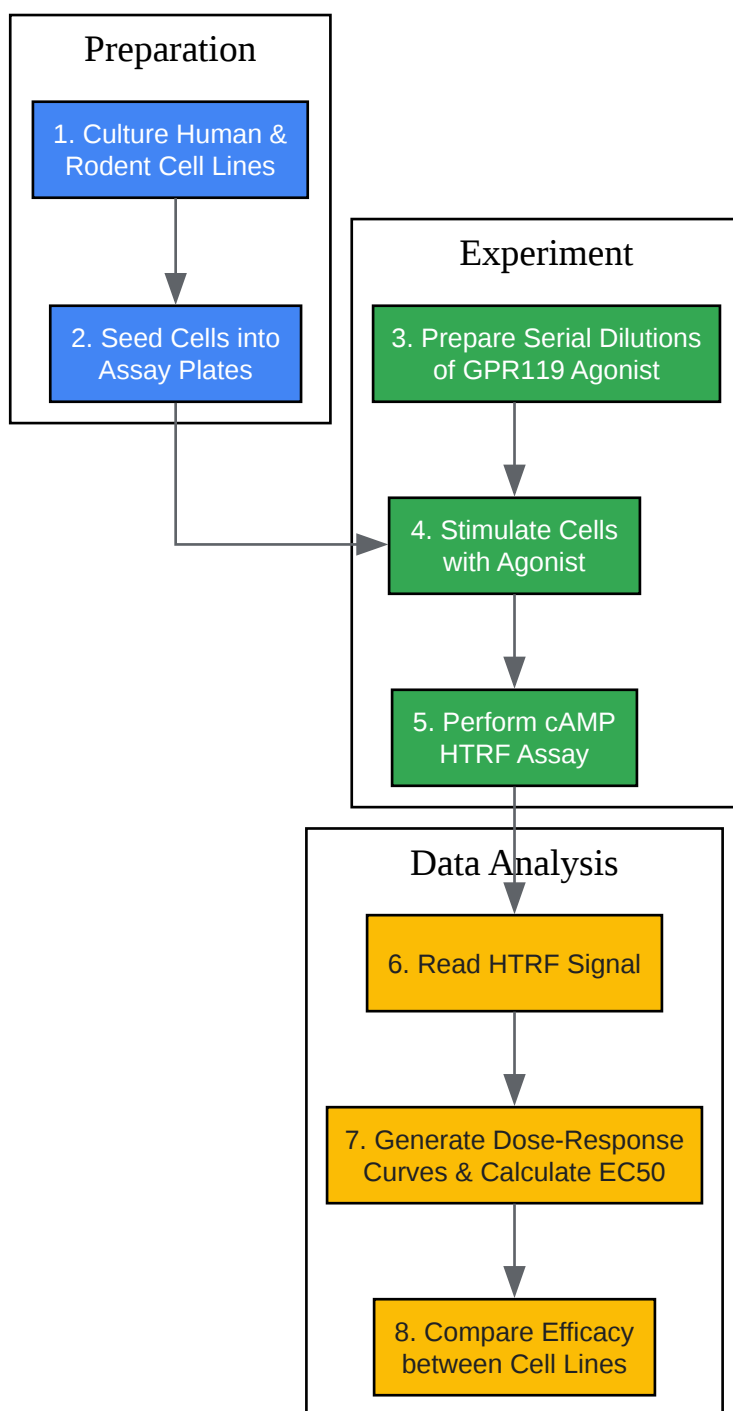 Preparation
1. Culture Human &
Rodent Cell Lines
2. Seed Cells into
Assay Plates
Experiment
3. Prepare Serial Dilutions
of GPR119 Agonist
4. Stimulate Cells
with Agonist
5. Perform cAMP
HTRF Assay
Data Analysis
6. Read HTRF Signal
7. Generate Dose-Response
Curves & Calculate EC50
8. Compare Efficacy
between Cell Lines